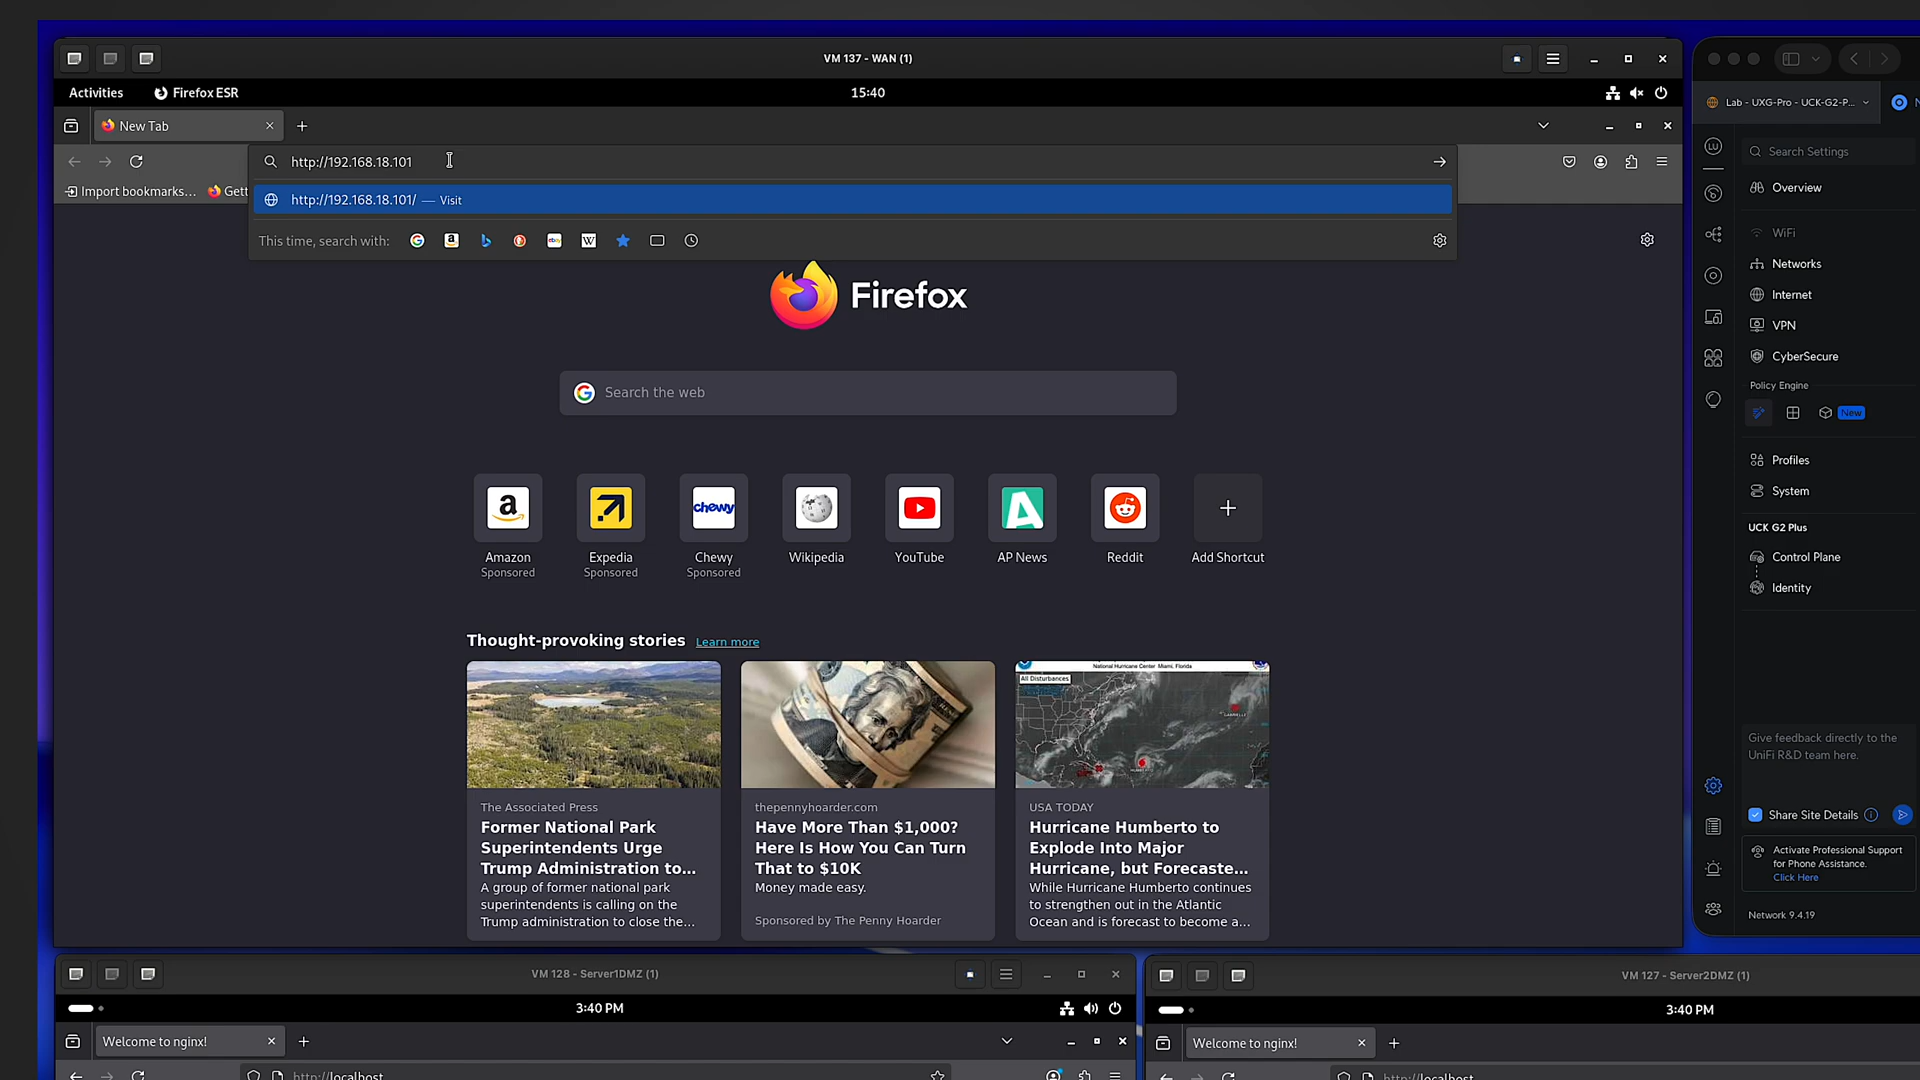 VM 137 - WAN (1)
Activities
Firefox ESR
15:40
New Tab
http://192.168.18.101
Import bookmarks...
Gett
http://192.168.18.101/ — Visit
This time, search with:
Firefox
Search the web
Amazon
Sponsored
Expedia
Sponsored
Chewy
Sponsored
Wikipedia
YouTube
AP News
Reddit
Add Shortcut
Thought-provoking stories
Learn more
The Associated Press
Former National Park
Superintendents Urge
Trump Administration to...
A group of former national park
superintendents is calling on the
Trump administration to close the...
thepennyhoarder.com
Have More Than $1,000?
Here Is How You Can Turn
That to $10K
Money made easy.
Sponsored by The Penny Hoarder
National Hurricane Center Miami, Florida
All Disturbances
USA TODAY
Hurricane Humberto to
Explode Into Major
Hurricane, but Forecaste...
While Hurricane Humberto continues
to strengthen out in the Atlantic
Ocean and is forecast to become a...
Lab - UXG-Pro - UCK-G2-P...
LU
Search Settings
Overview
WiFi
Networks
Internet
VPN
CyberSecure
Policy Engine
New
Profiles
System
UCK G2 Plus
Control Plane
Identity
Give feedback directly to the
UniFi R&D team here.
Share Site Details
Activate Professional Support
for Phone Assistance.
Click Here
Network 9.4.19
VM 128 - Server1DMZ (1)
3:40 PM
Welcome to nginx!
http://localhost
VM 127 - Server2DMZ (1)
3:40 PM
Welcome to nginx!
http://localhost